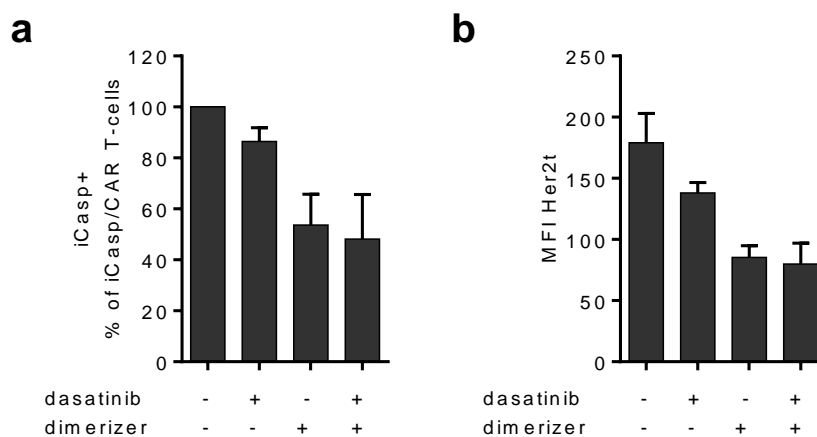 a
iCasp+
% of iCasp/CAR T-cells
120
100
80
60
40
20
0
dasatinib - + - +
dimerizer - - + +
b
MFI Her2t
250
200
150
100
50
0
dasatinib - + - +
dimerizer - - + +